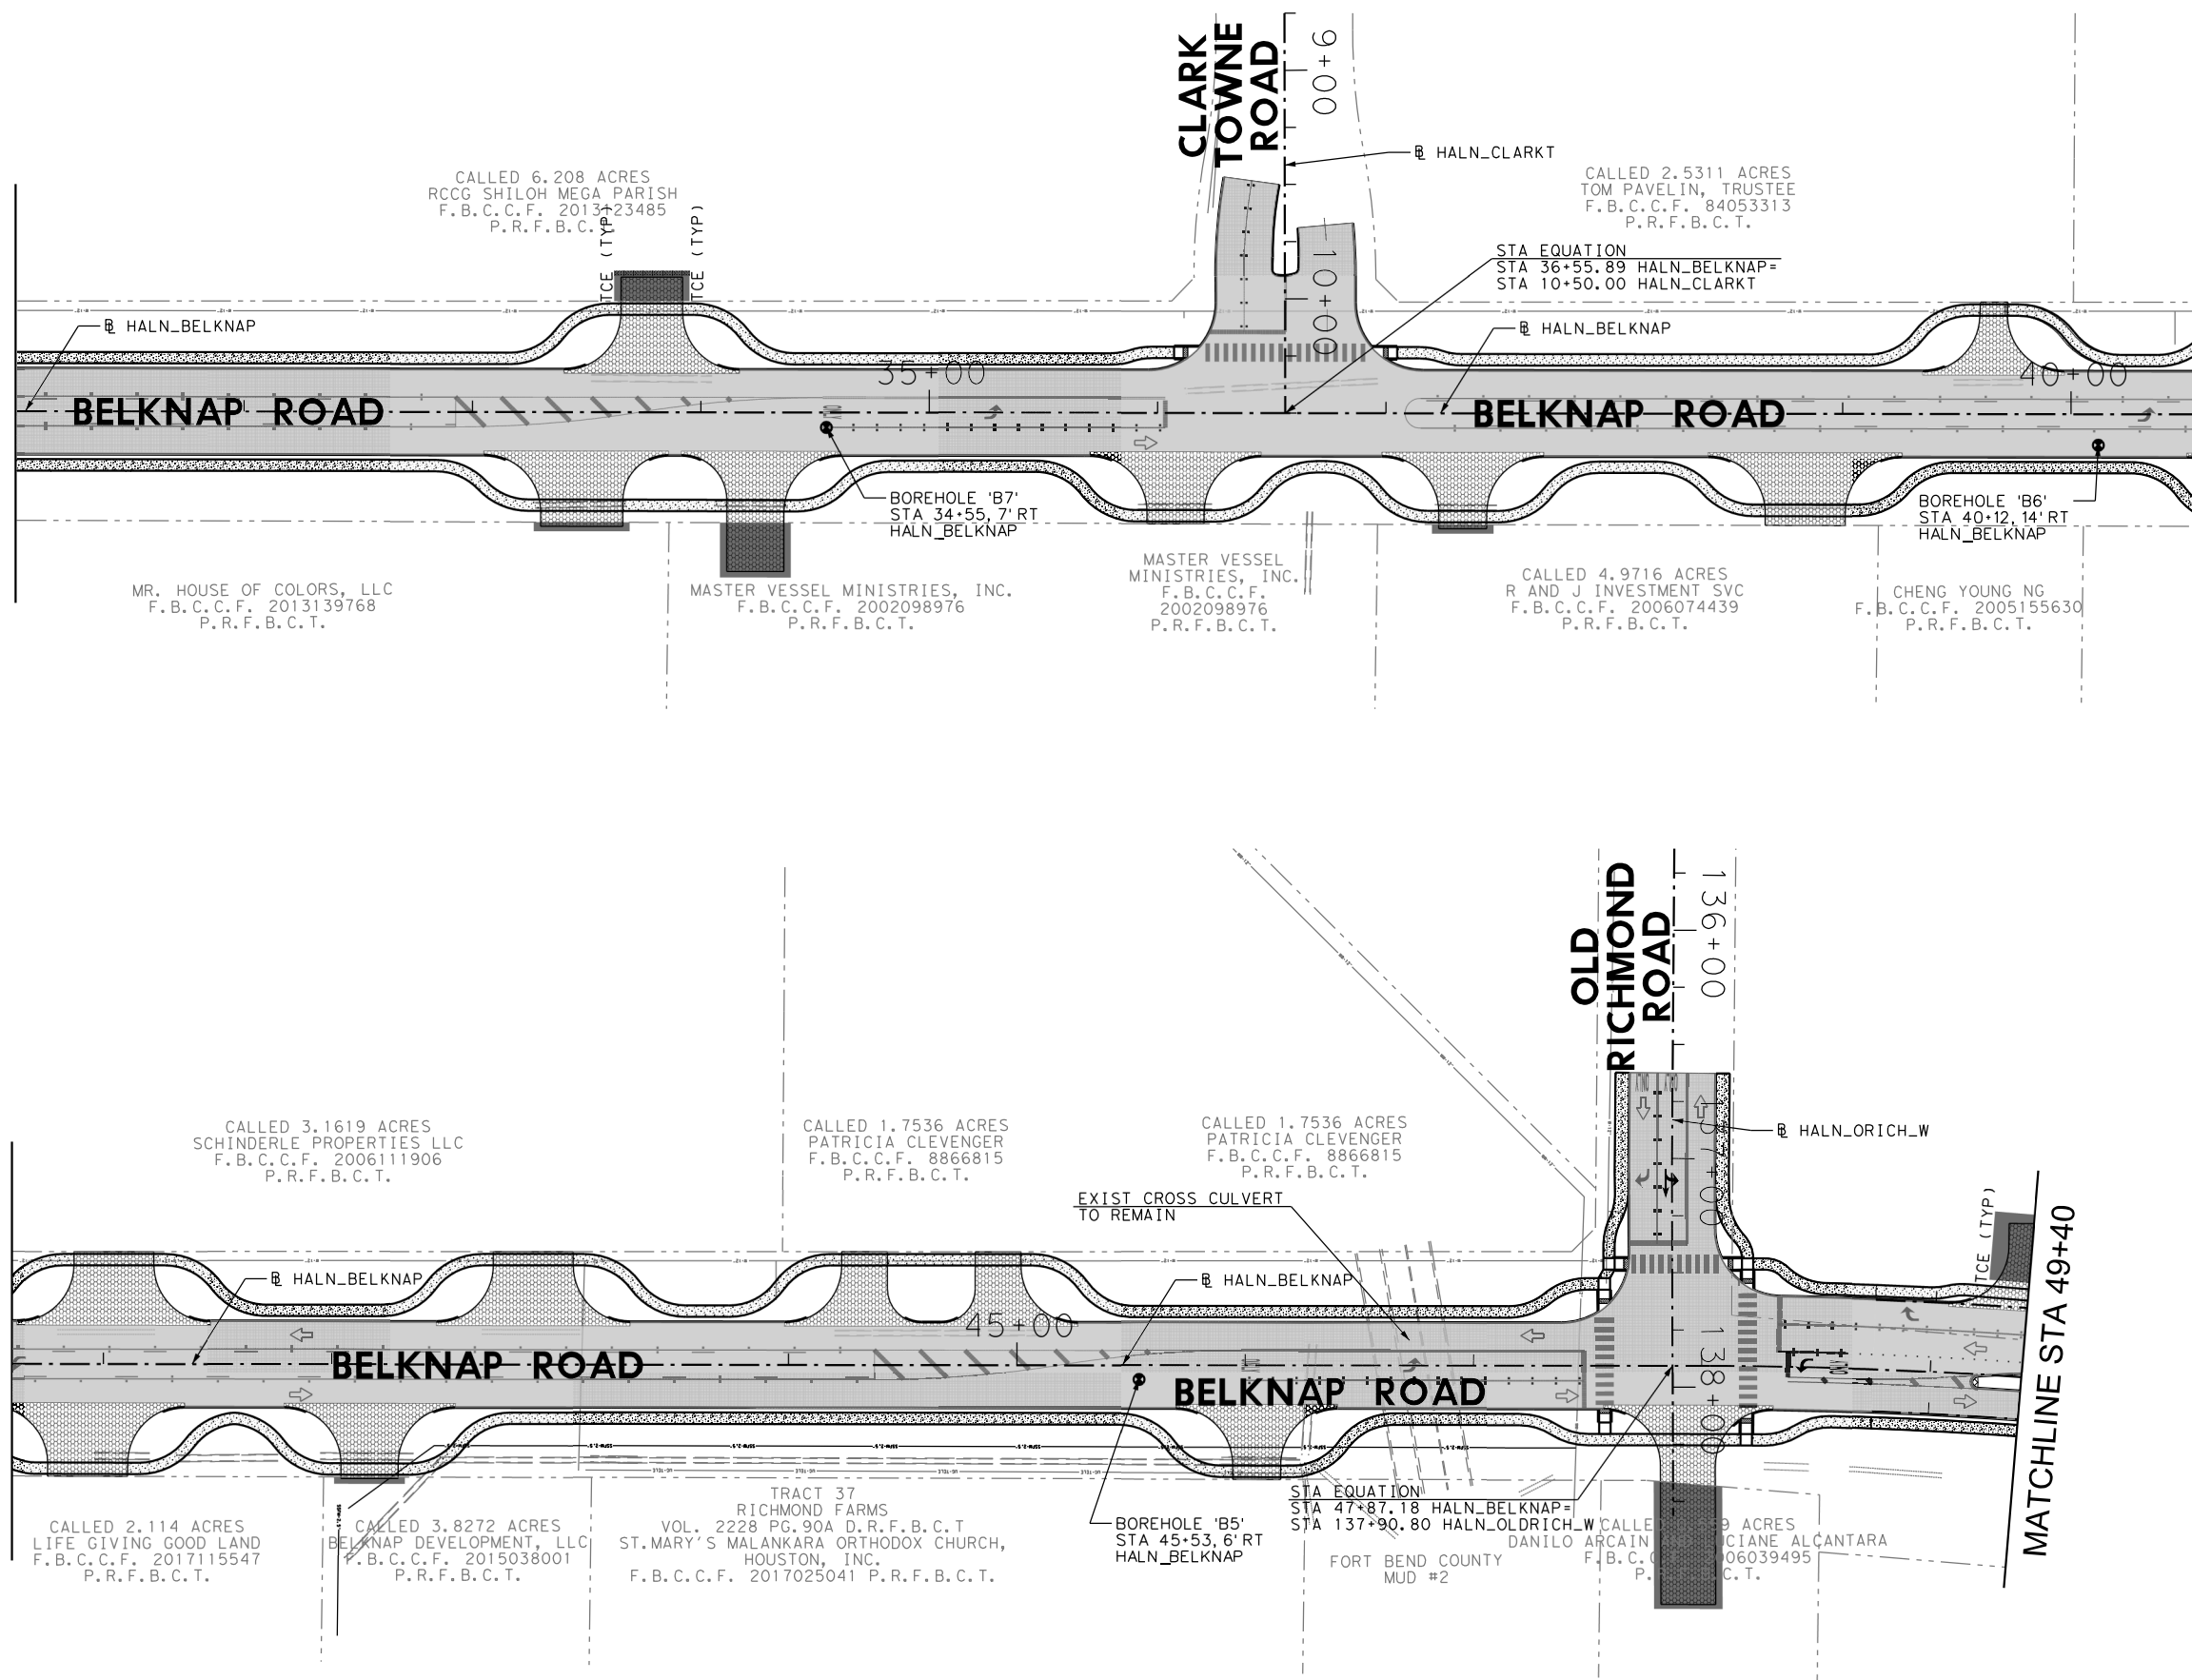 CLARK
TOWNE
ROAD
9+00
10+00
℄ HALN_CLARKT
CALLED 6.208 ACRES
RCCG SHILOH MEGA PARISH
F.B.C.C.F. 2013123485
P.R.F.B.C.T.
TCE (TYP)
TCE (TYP)
CALLED 2.5311 ACRES
TOM PAVELIN, TRUSTEE
F.B.C.C.F. 84053313
P.R.F.B.C.T.
STA EQUATION
STA 36+55.89 HALN_BELKNAP=
STA 10+50.00 HALN_CLARKT
℄ HALN_BELKNAP
℄ HALN_BELKNAP
35+00
40+00
BELKNAP ROAD
BELKNAP ROAD
BOREHOLE 'B7'
STA 34+55, 7' RT
HALN_BELKNAP
BOREHOLE 'B6'
STA 40+12, 14' RT
HALN_BELKNAP
MR. HOUSE OF COLORS, LLC
F.B.C.C.F. 2013139768
P.R.F.B.C.T.
MASTER VESSEL MINISTRIES, INC.
F.B.C.C.F. 2002098976
P.R.F.B.C.T.
MASTER VESSEL
MINISTRIES, INC.
F.B.C.C.F.
2002098976
P.R.F.B.C.T.
CALLED 4.9716 ACRES
R AND J INVESTMENT SVC
F.B.C.C.F. 2006074439
P.R.F.B.C.T.
CHENG YOUNG NG
F.B.C.C.F. 2005155630
P.R.F.B.C.T.
OLD
RICHMOND
ROAD
136+00
137+00
138+00
℄ HALN_ORICH_W
CALLED 3.1619 ACRES
SCHINDERLE PROPERTIES LLC
F.B.C.C.F. 2006111906
P.R.F.B.C.T.
CALLED 1.7536 ACRES
PATRICIA CLEVENGER
F.B.C.C.F. 8866815
P.R.F.B.C.T.
CALLED 1.7536 ACRES
PATRICIA CLEVENGER
F.B.C.C.F. 8866815
P.R.F.B.C.T.
EXIST CROSS CULVERT
TO REMAIN
TCE (TYP)
℄ HALN_BELKNAP
℄ HALN_BELKNAP
45+00
BELKNAP ROAD
BELKNAP ROAD
MATCHLINE STA 49+40
STA EQUATION
STA 47+87.18 HALN_BELKNAP=
STA 137+90.80 HALN_OLDRICH_W
BOREHOLE 'B5'
STA 45+53, 6' RT
HALN_BELKNAP
CALLED 2.114 ACRES
LIFE GIVING GOOD LAND
F.B.C.C.F. 2017115547
P.R.F.B.C.T.
CALLED 3.8272 ACRES
BELKNAP DEVELOPMENT, LLC
F.B.C.C.F. 2015038001
P.R.F.B.C.T.
TRACT 37
RICHMOND FARMS
VOL. 2228 PG.90A D.R.F.B.C.T
ST.MARY'S MALANKARA ORTHODOX CHURCH,
HOUSTON, INC.
F.B.C.C.F. 2017025041 P.R.F.B.C.T.
FORT BEND COUNTY
MUD #2
ACRES
DANILO ARCAIN ALCANTARA